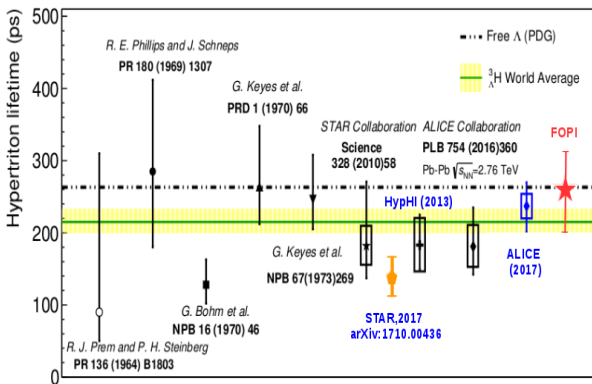 Hypertriton lifetime (ps)
500
400
300
200
100
0
R. E. Phillips and J. Schneps
PR 180 (1969) 1307
Free Λ (PDG)
³ΛH World Average
G. Keyes et al.
PRD 1 (1970) 66
STAR Collaboration
Science
328 (2010)58
ALICE Collaboration
PLB 754 (2016)360
Pb-Pb √sNN=2.76 TeV
FOPI
HypHI (2013)
G. Keyes et al.
NPB 67(1973)269
ALICE
(2017)
G. Bohm et al.
NPB 16 (1970) 46
STAR,2017
arXiv:1710.00436
R. J. Prem and P. H. Steinberg
PR 136 (1964) B1803